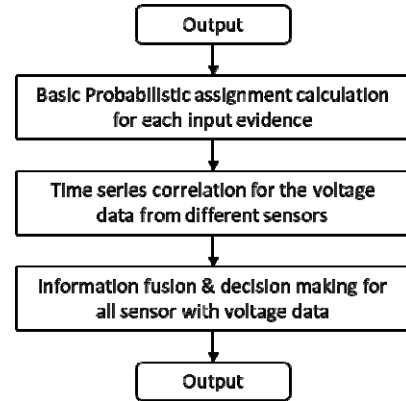 Output
Basic Probabilistic assignment calculation
for each input evidence
Time series correlation for the voltage
data from different sensors
Information fusion & decision making for
all sensor with voltage data
Output